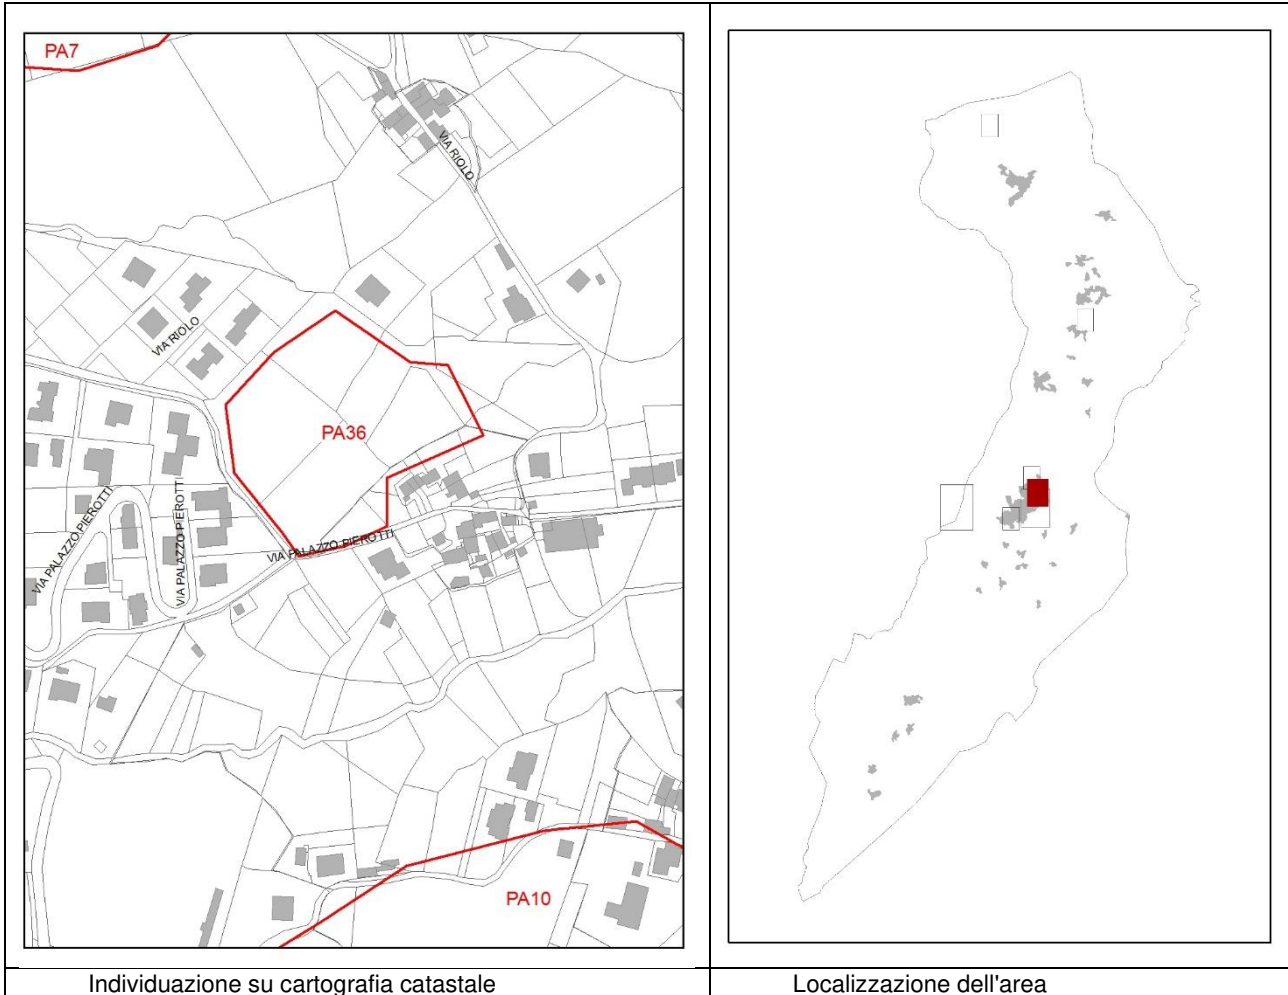 PA7
VIA RIOLO
VIA RIOLO
PA36
VIA PALAZZO PIEROTTI
VIA PALAZZO PIEROTTI
VIA PALAZZO PIEROTTI
PA10
Individuazione su cartografia catastale
Localizzazione dell'area